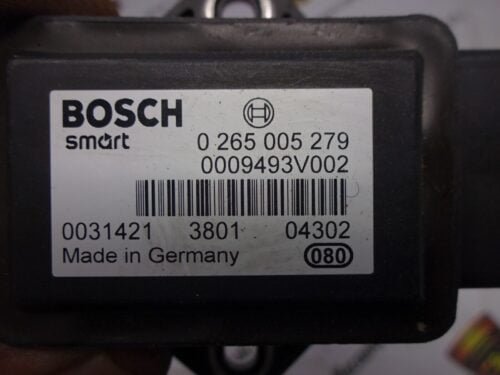 BOSCH
smart 0 265 005 279
0009493V002
0031421 3801 04302
Made in Germany 080